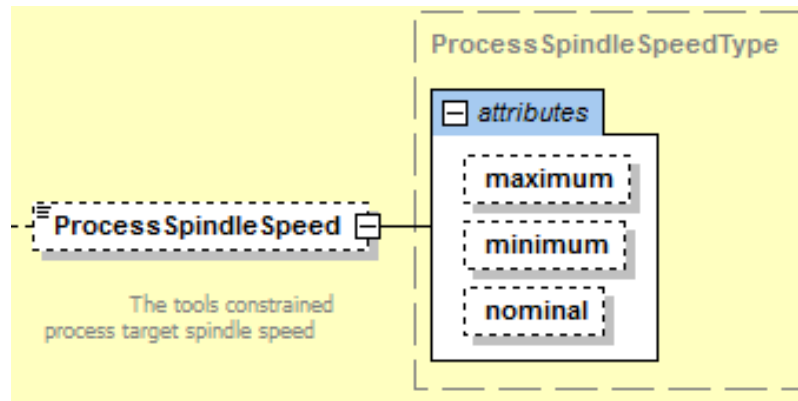 ProcessSpindleSpeedType
attributes
maximum
ProcessSpindleSpeed
minimum
nominal
The tools constrained
process target spindle speed